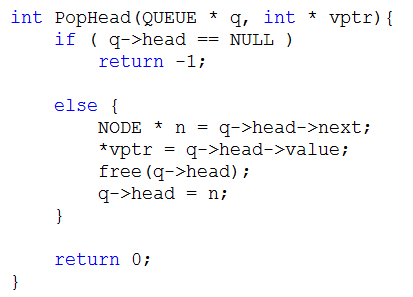 int PopHead(QUEUE * q, int * vptr){
    if ( q->head == NULL )
        return -1;

    else {
        NODE * n = q->head->next;
        *vptr = q->head->value;
        free(q->head);
        q->head = n;
    }

    return 0;
}